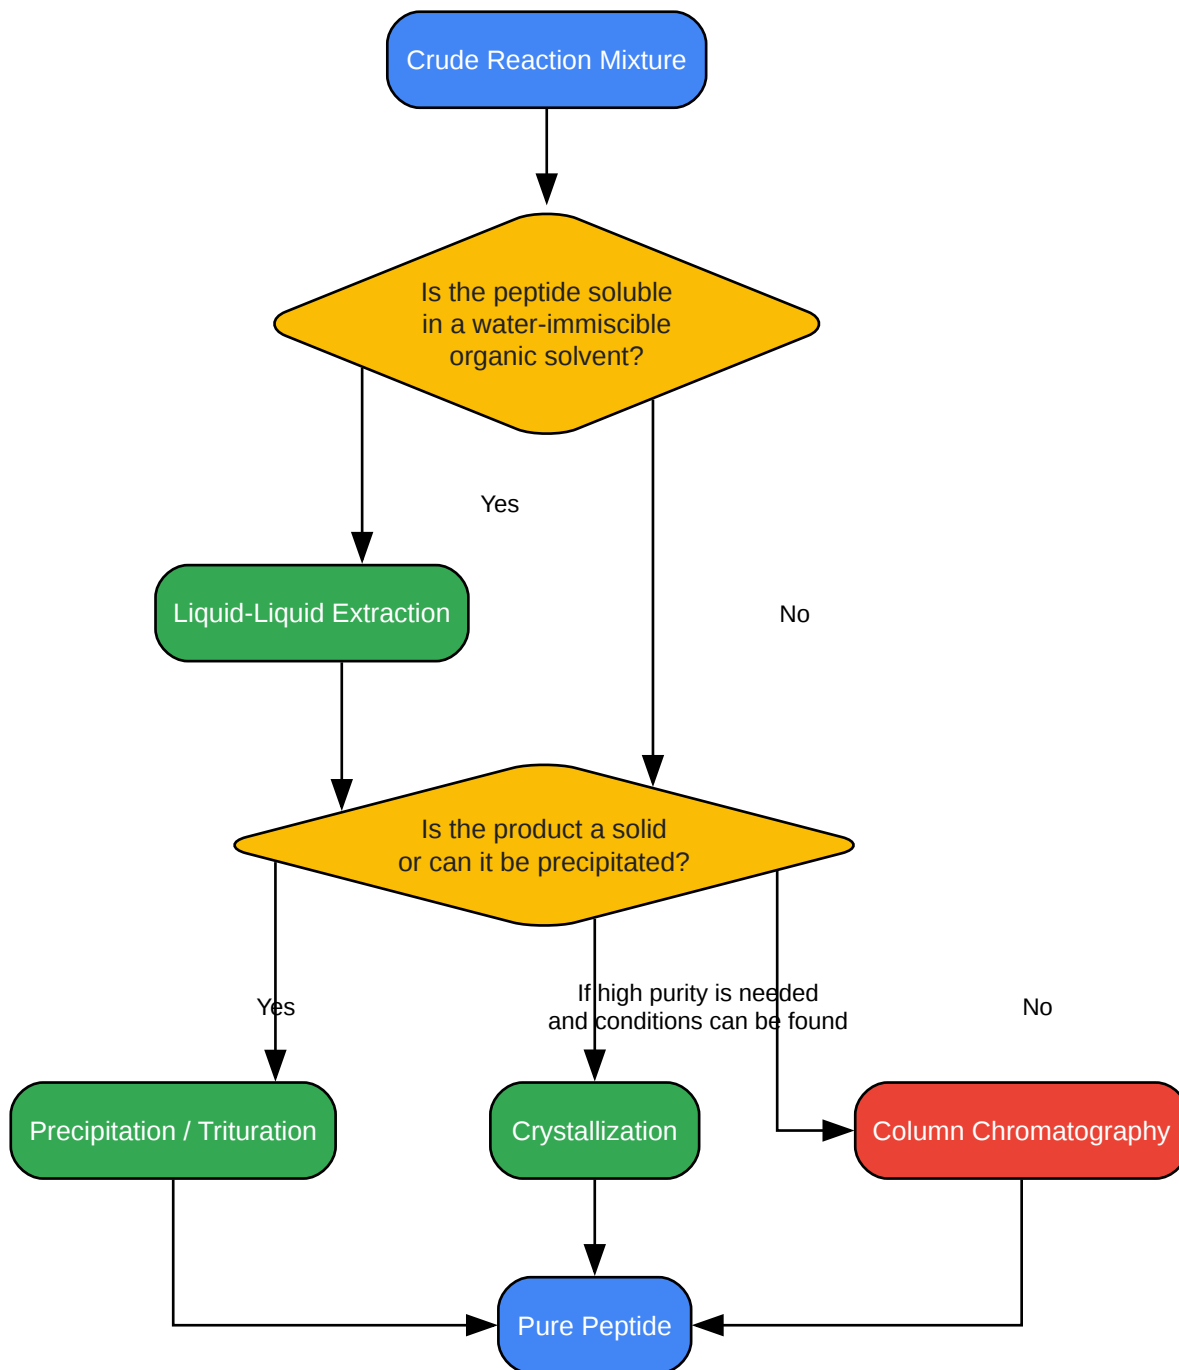 Crude Reaction Mixture
Is the peptide soluble
in a water-immiscible
organic solvent?
Yes
Liquid-Liquid Extraction
No
Is the product a solid
or can it be precipitated?
Yes
If high purity is needed
and conditions can be found
No
Precipitation / Trituration
Crystallization
Column Chromatography
Pure Peptide